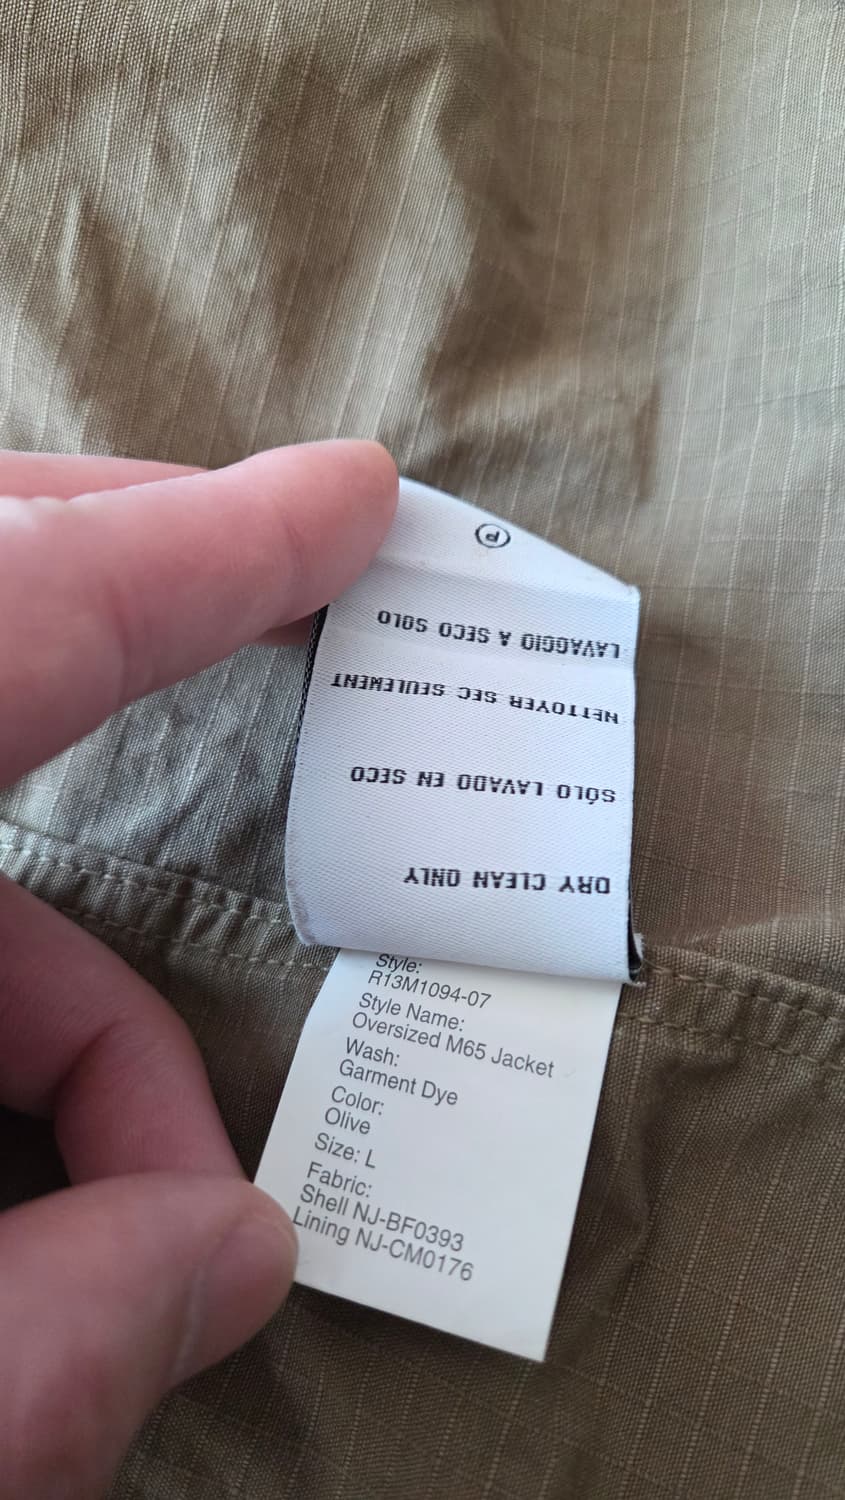 DRY CLEAN ONLY
SÓLO LAVADO EN SECO
NETTOYER SEC SEULEMENT
LAVAGGIO A SECO SOLO
P
Style:
R13M1094-07
Style Name:
Oversized M65 Jacket
Wash:
Garment Dye
Color:
Olive
Size: L
Fabric:
Shell NJ-BF0393
Lining NJ-CM0176